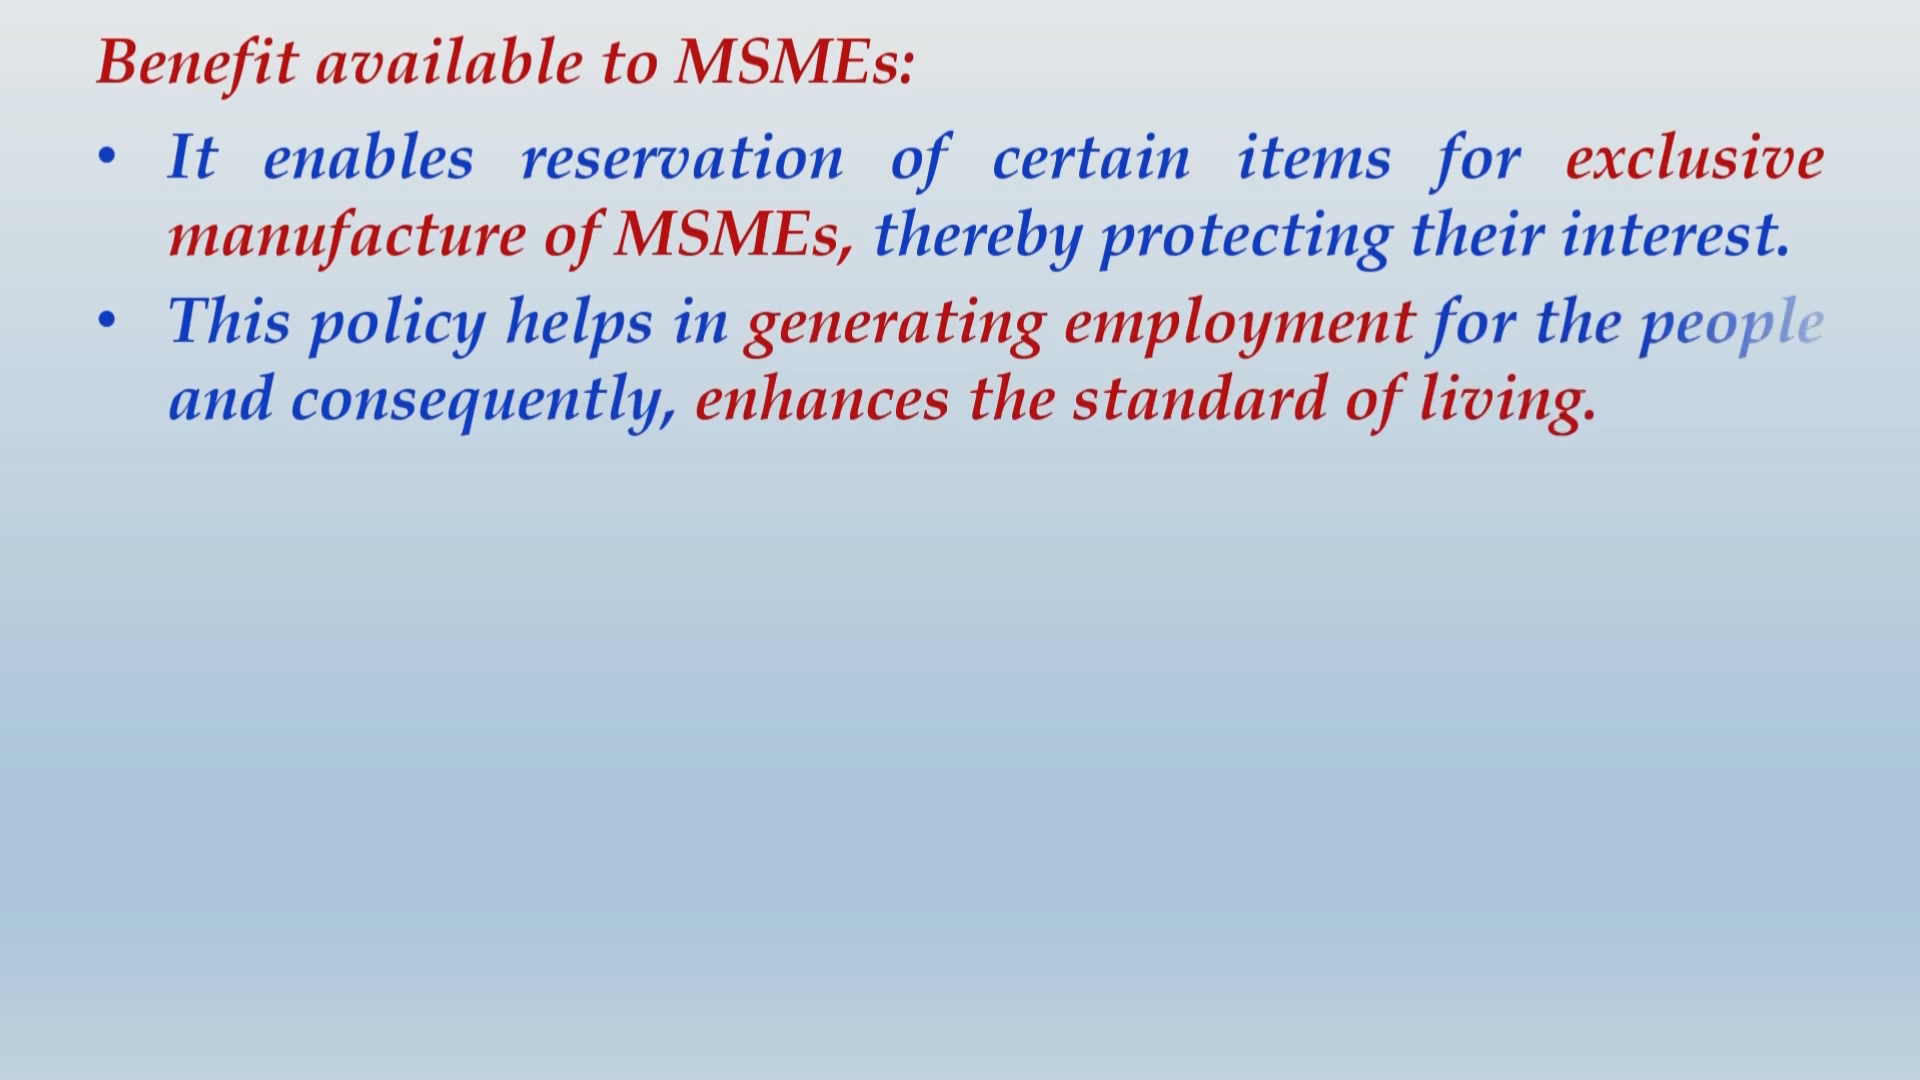 Benefit available to MSMEs:
• It enables reservation of certain items for exclusive
manufacture of MSMEs, thereby protecting their interest.
• This policy helps in generating employment for the people
and consequently, enhances the standard of living.